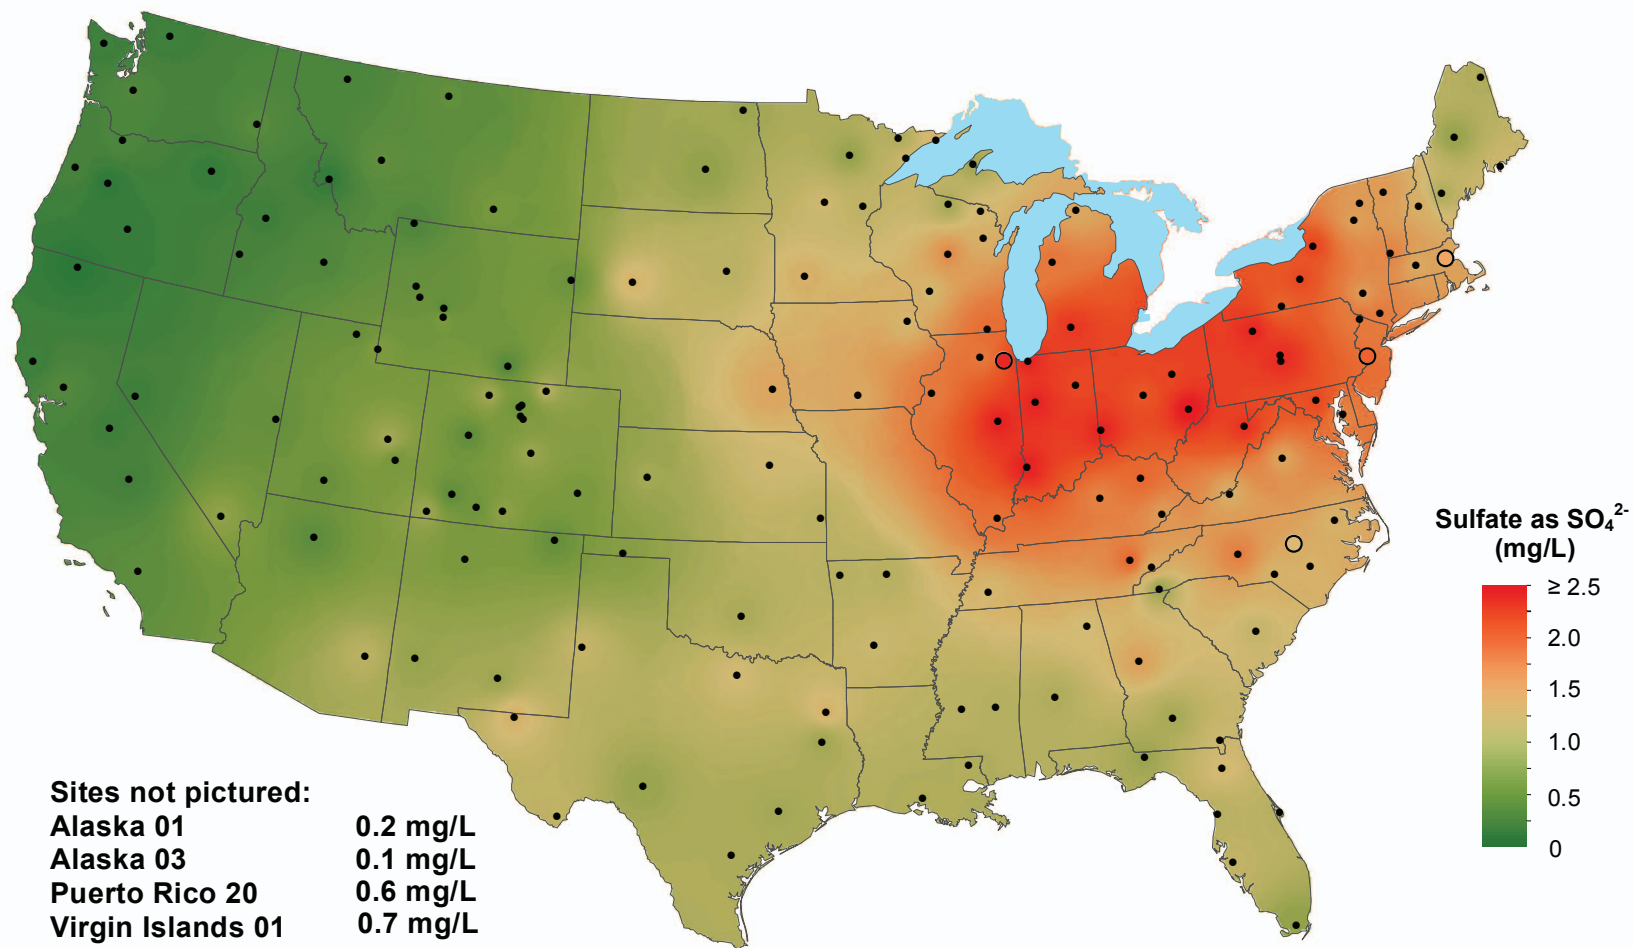 Sulfate as SO₄²⁻
(mg/L)
≥ 2.5
2.0
1.5
1.0
0.5
0
Sites not pictured:
Alaska 01 0.2 mg/L
Alaska 03 0.1 mg/L
Puerto Rico 20 0.6 mg/L
Virgin Islands 01 0.7 mg/L